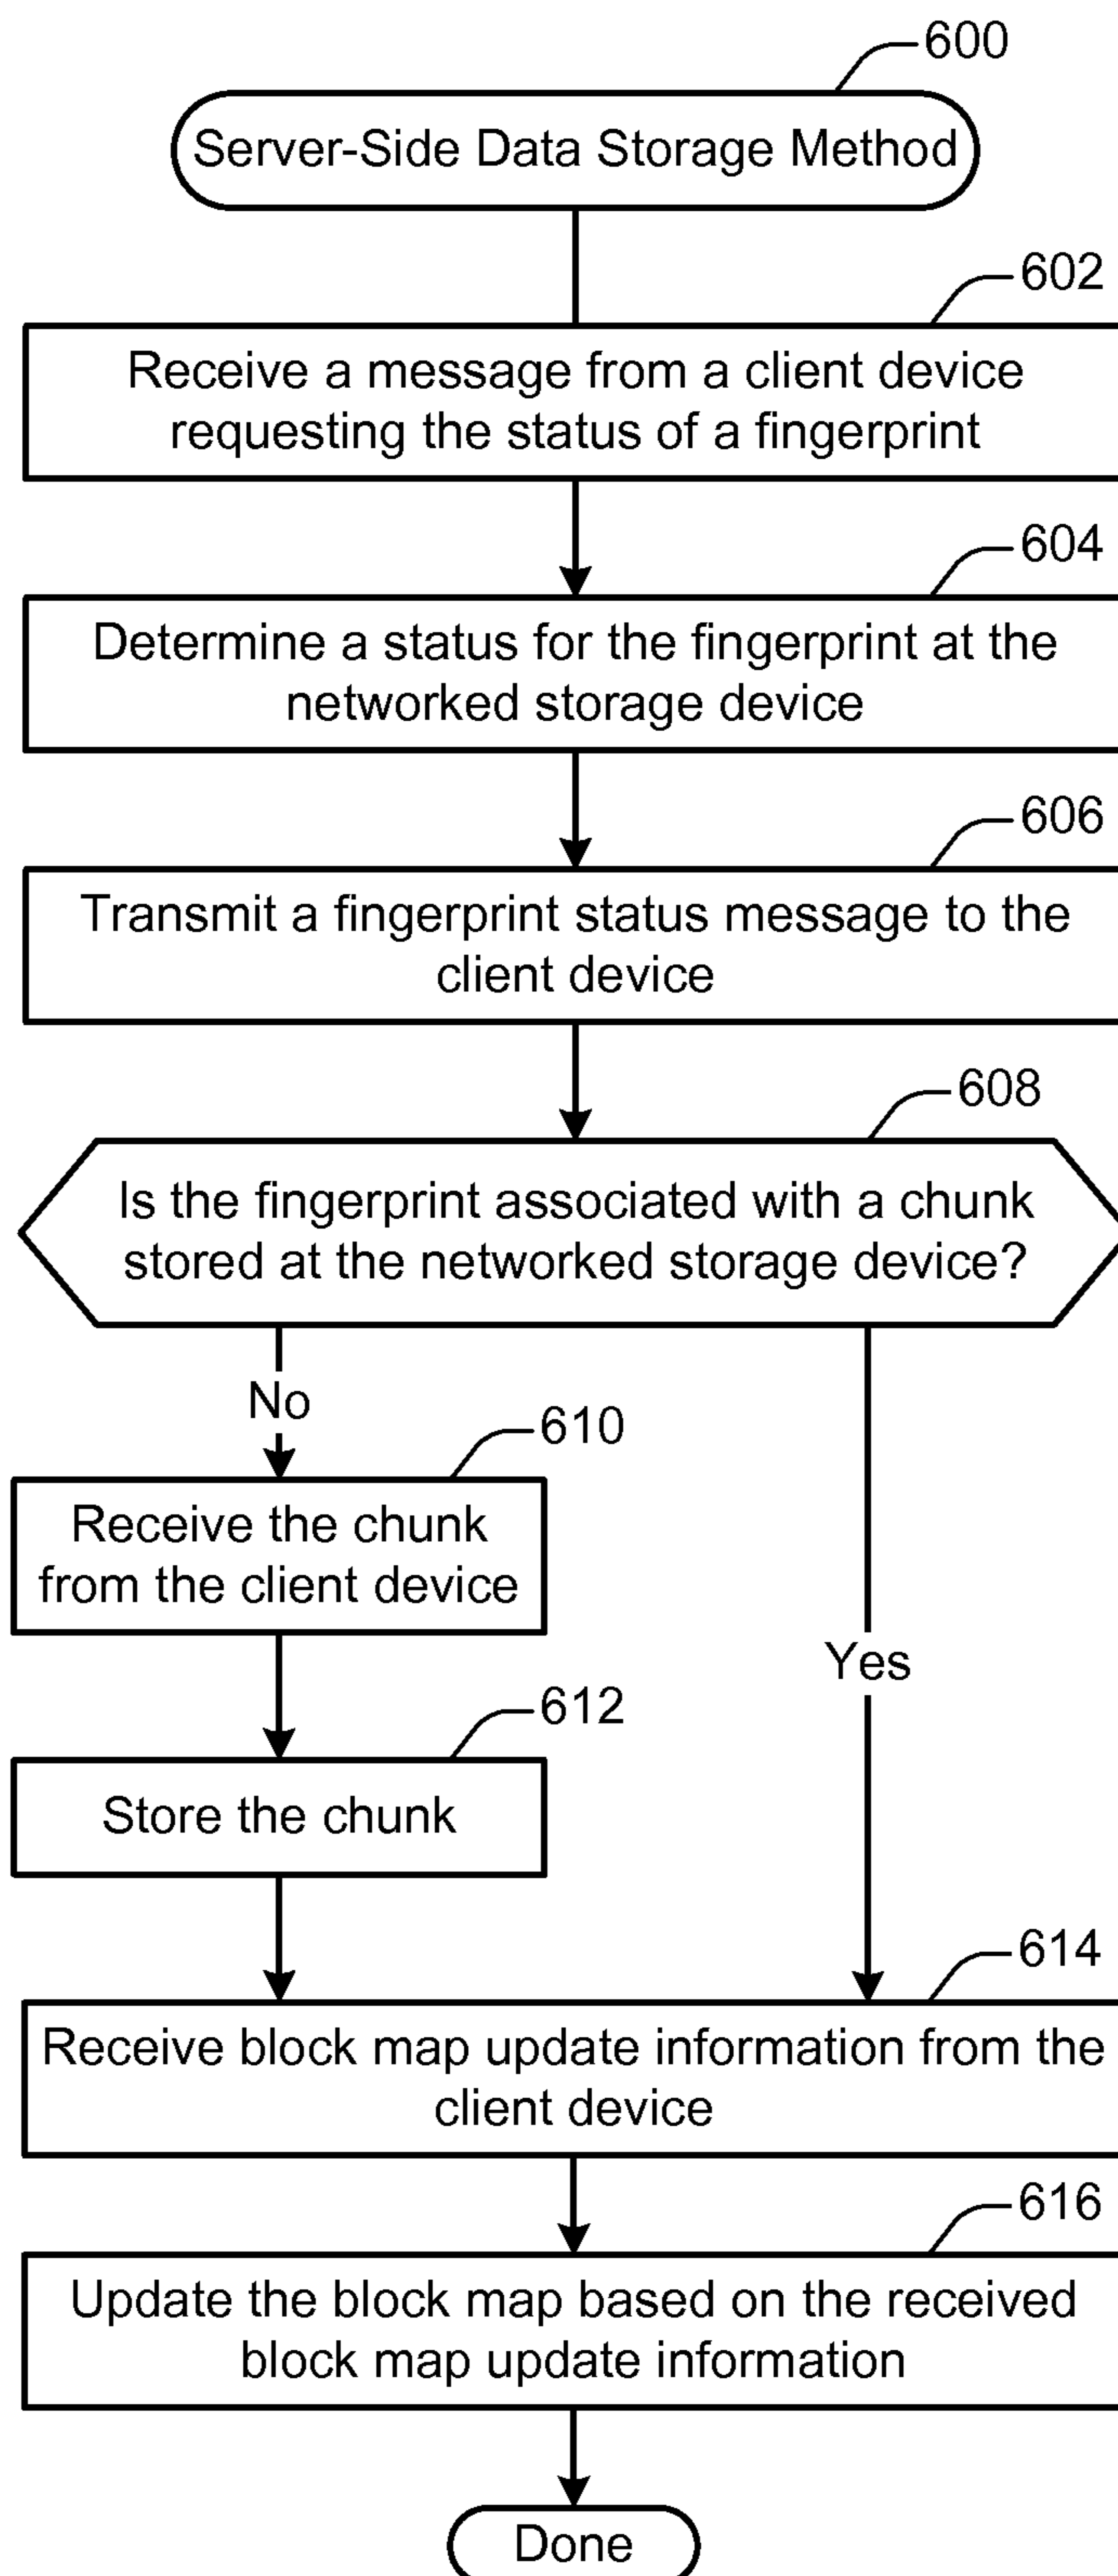 600
Server-Side Data Storage Method
602
Receive a message from a client device
requesting the status of a fingerprint
604
Determine a status for the fingerprint at the
networked storage device
606
Transmit a fingerprint status message to the
client device
608
Is the fingerprint associated with a chunk
stored at the networked storage device?
No
610
Receive the chunk
from the client device
Yes
612
Store the chunk
614
Receive block map update information from the
client device
616
Update the block map based on the received
block map update information
Done